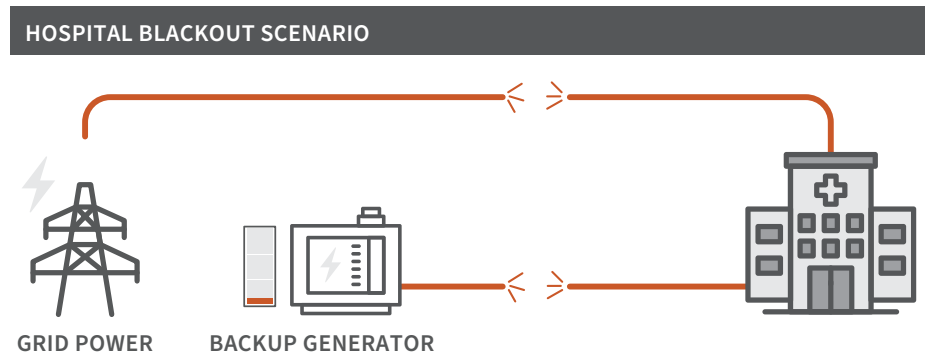 HOSPITAL BLACKOUT SCENARIO
GRID POWER
BACKUP GENERATOR